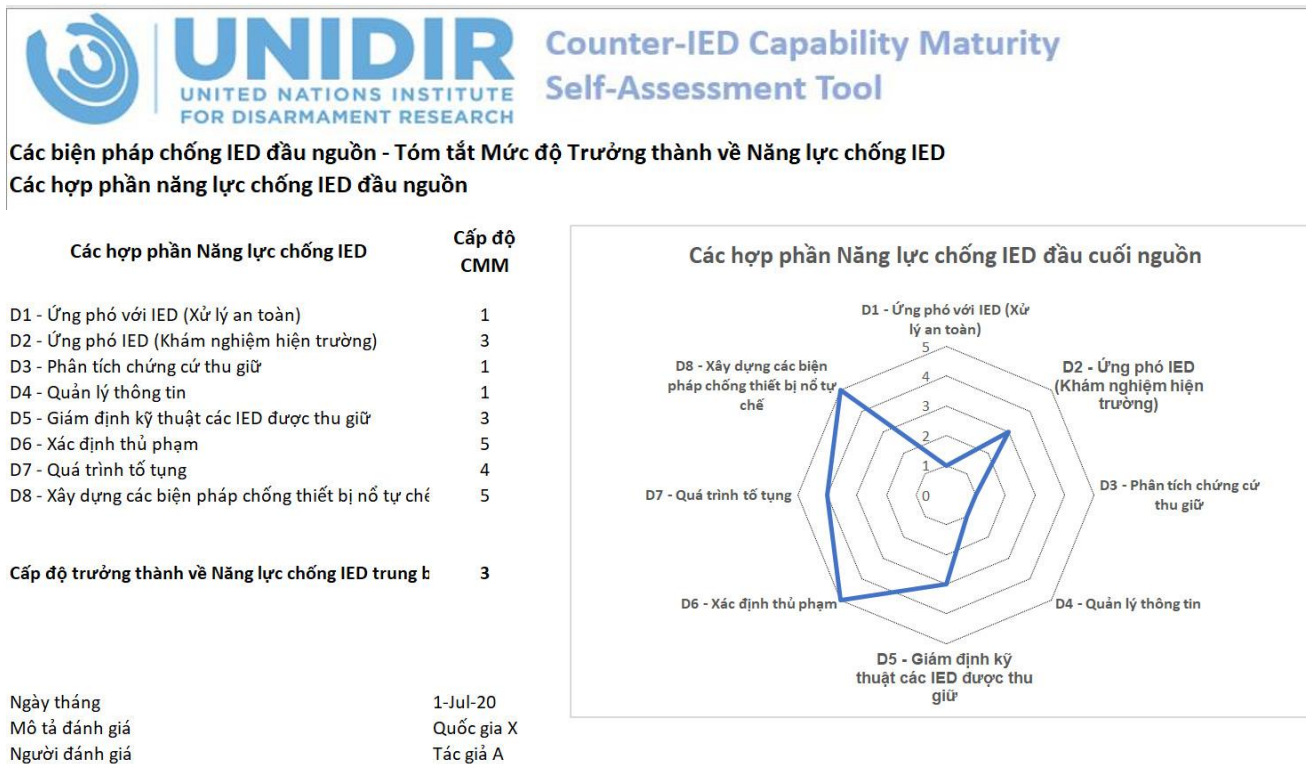 UNIDIR
UNITED NATIONS INSTITUTE
FOR DISARMAMENT RESEARCH
Counter-IED Capability Maturity
Self-Assessment Tool
Các biện pháp chống IED đầu nguồn - Tóm tắt Mức độ Trưởng thành về Năng lực chống IED
Các hợp phần năng lực chống IED đầu nguồn
Các hợp phần Năng lực chống IED
Cấp độ
CMM
D1 - Ứng phó với IED (Xử lý an toàn) 1
D2 - Ứng phó IED (Khám nghiệm hiện trường) 3
D3 - Phân tích chứng cứ thu giữ 1
D4 - Quản lý thông tin 1
D5 - Giám định kỹ thuật các IED được thu giữ 3
D6 - Xác định thủ phạm 5
D7 - Quá trình tố tụng 4
D8 - Xây dựng các biện pháp chống thiết bị nổ tự chế 5
Cấp độ trưởng thành về Năng lực chống IED trung b 3
Ngày tháng 1-Jul-20
Mô tả đánh giá Quốc gia X
Người đánh giá Tác giả A
Các hợp phần Năng lực chống IED đầu cuối nguồn
D1 - Ứng phó với IED (Xử
lý an toàn)
D2 - Ứng phó IED
(Khám nghiệm hiện
trường)
D3 - Phân tích chứng cứ
thu giữ
D4 - Quản lý thông tin
D5 - Giám định kỹ
thuật các IED được thu
giữ
D6 - Xác định thủ phạm
D7 - Quá trình tố tụng
D8 - Xây dựng các biện
pháp chống thiết bị nổ tự
chế
5
4
3
2
1
0